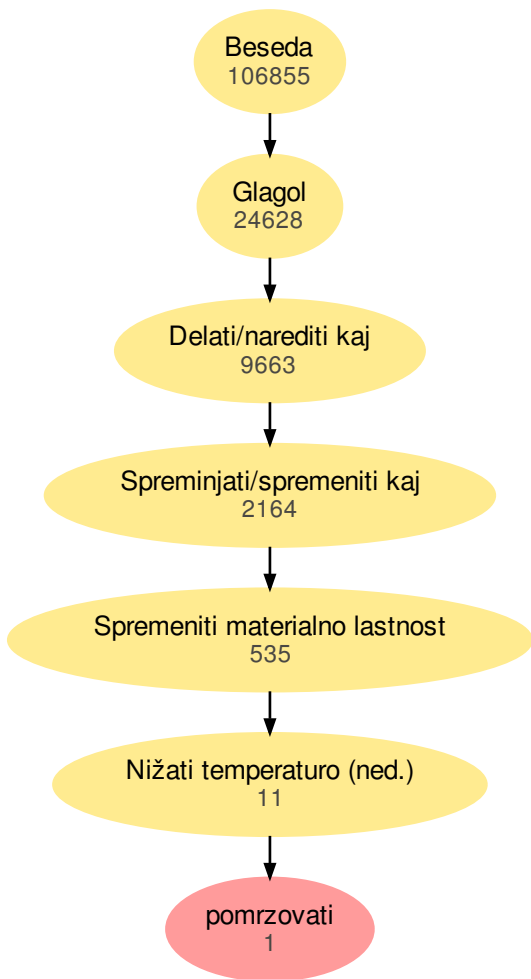 Beseda
106855
Glagol
24628
Delati/narediti kaj
9663
Spreminjati/spremeniti kaj
2164
Spremeniti materialno lastnost
535
Nižati temperaturo (ned.)
11
pomrzovati
1